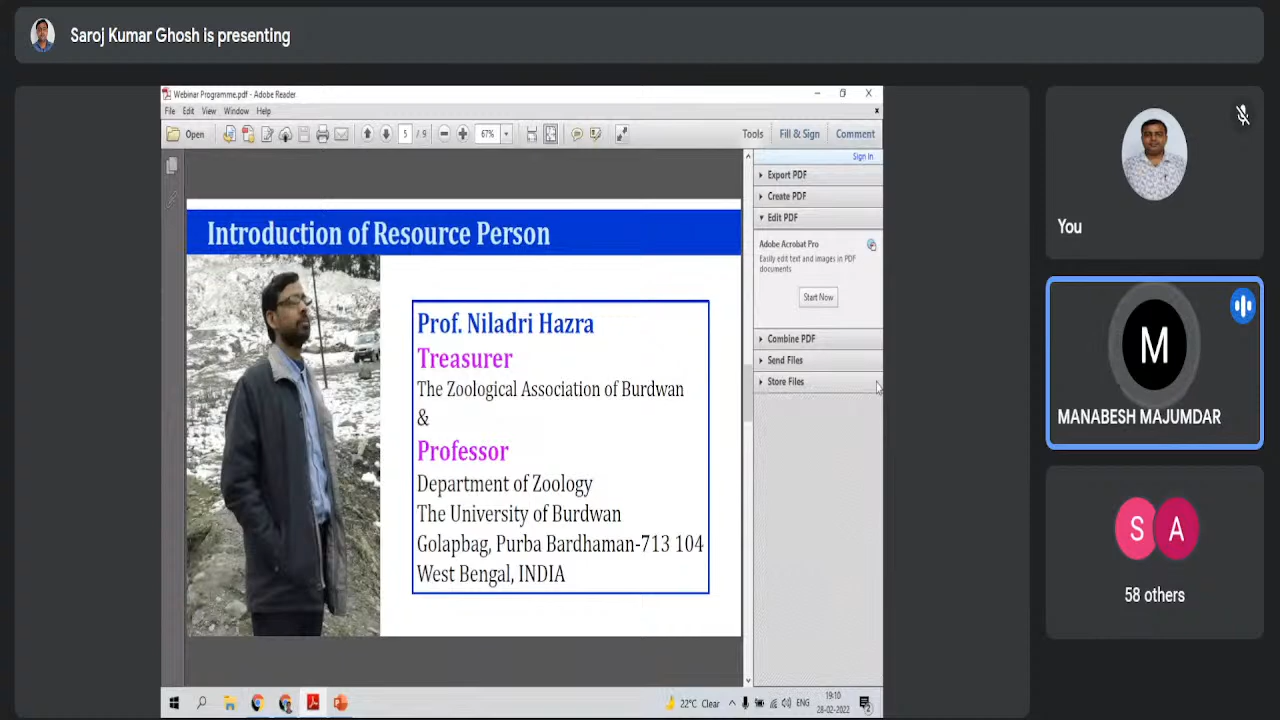 Saroj Kumar Ghosh is presenting
Webinar Programme.pdf - Adobe Reader
File Edit View Window Help
Open
5 / 9
67%
Tools Fill & Sign Comment
Sign In
Export PDF
Create PDF
Edit PDF
Adobe Acrobat Pro
Easily edit text and images in PDF
documents
Start Now
Combine PDF
Send Files
Store Files
Introduction of Resource Person
Prof. Niladri Hazra
Treasurer
The Zoological Association of Burdwan
&
Professor
Department of Zoology
The University of Burdwan
Golapbag, Purba Bardhaman-713 104
West Bengal, INDIA
You
M
MANABESH MAJUMDAR
S A
58 others
22°C Clear
ENG
19:10
28-02-2022